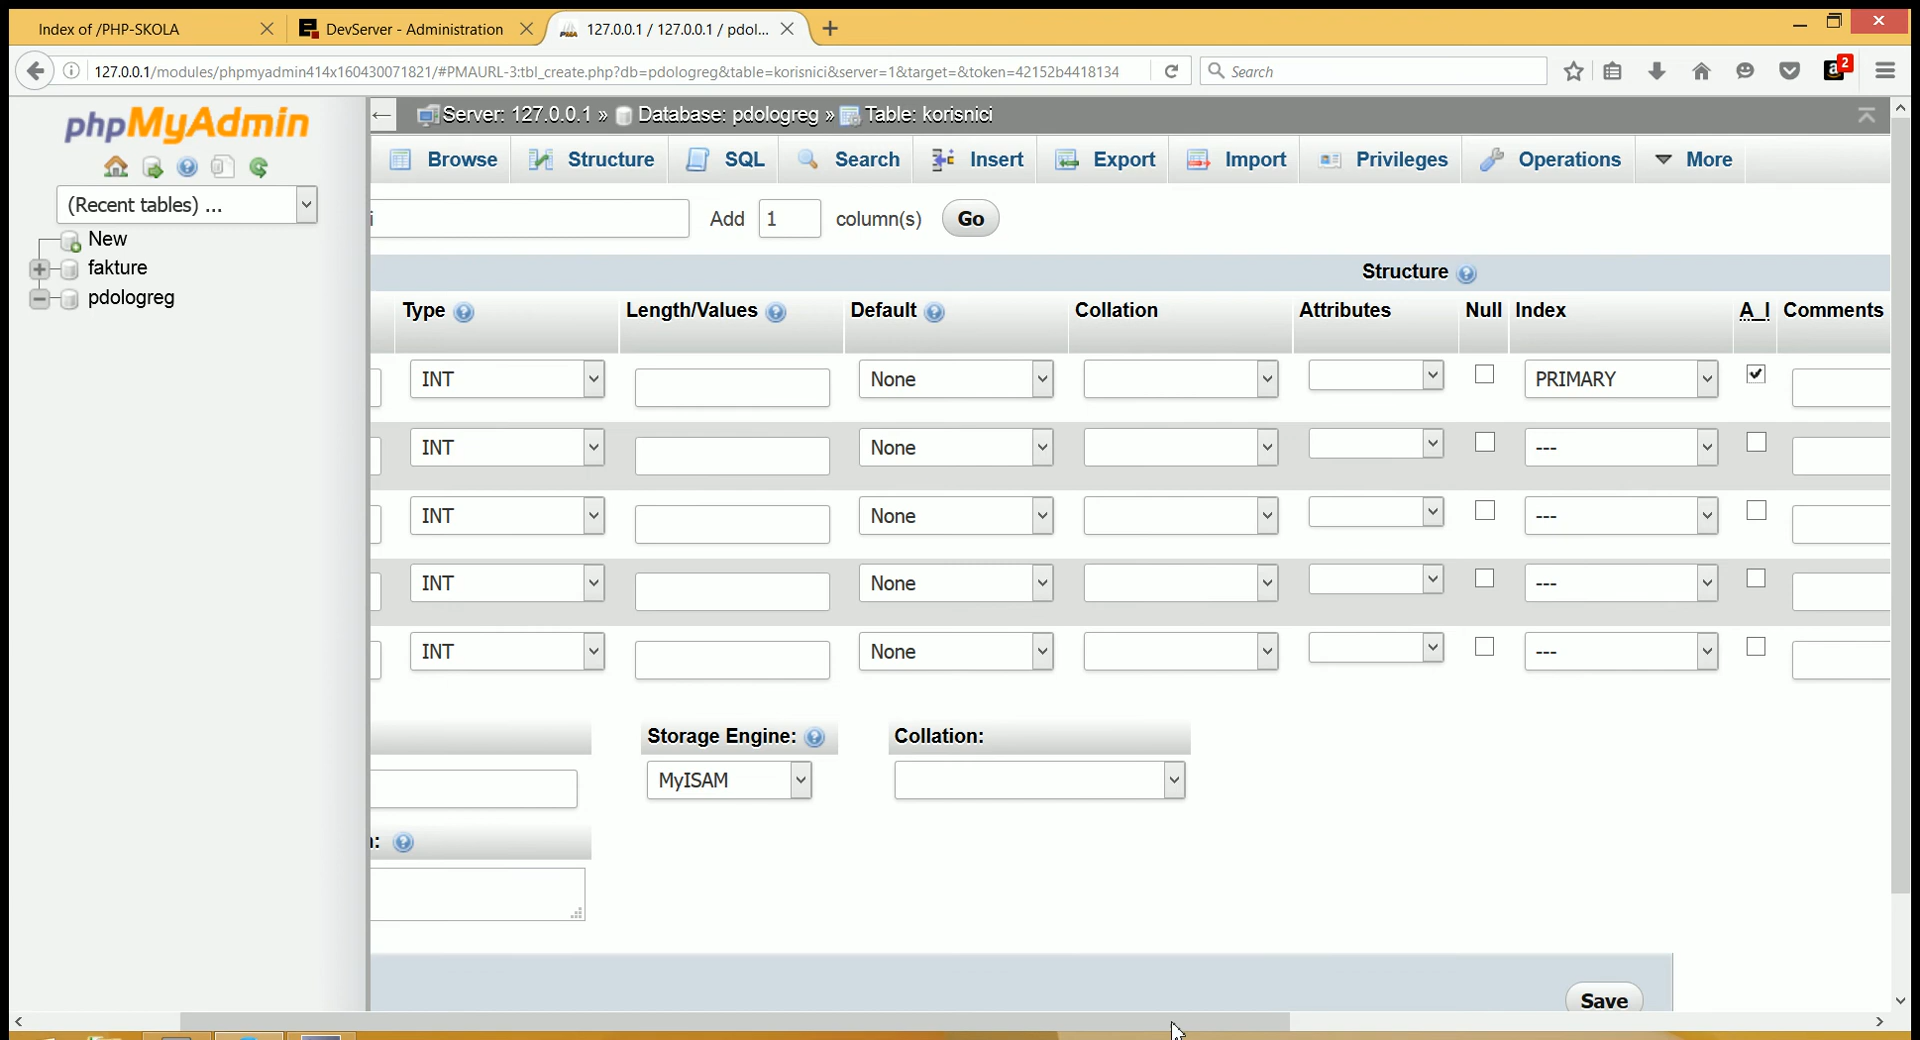 Index of /PHP-SKOLA
DevServer - Administration
127.0.0.1 / 127.0.0.1 / pdol...
127.0.0.1/modules/phpmyadmin414x160430071821/#PMAURL-3:tbl_create.php?db=pdologreg&table=korisnici&server=1&target=&token=42152b4418134
Search
a 2
phpMyAdmin
(Recent tables) ...
New
fakture
pdologreg
Server: 127.0.0.1 » Database: pdologreg » Table: korisnici
Browse Structure SQL Search Insert Export Import Privileges Operations More
i Add 1 column(s) Go
Structure
Type Length/Values Default Collation Attributes Null Index A_I Comments
INT None PRIMARY
INT None ---
INT None ---
INT None ---
INT None ---
Storage Engine: Collation:
MyISAM
n:
Save